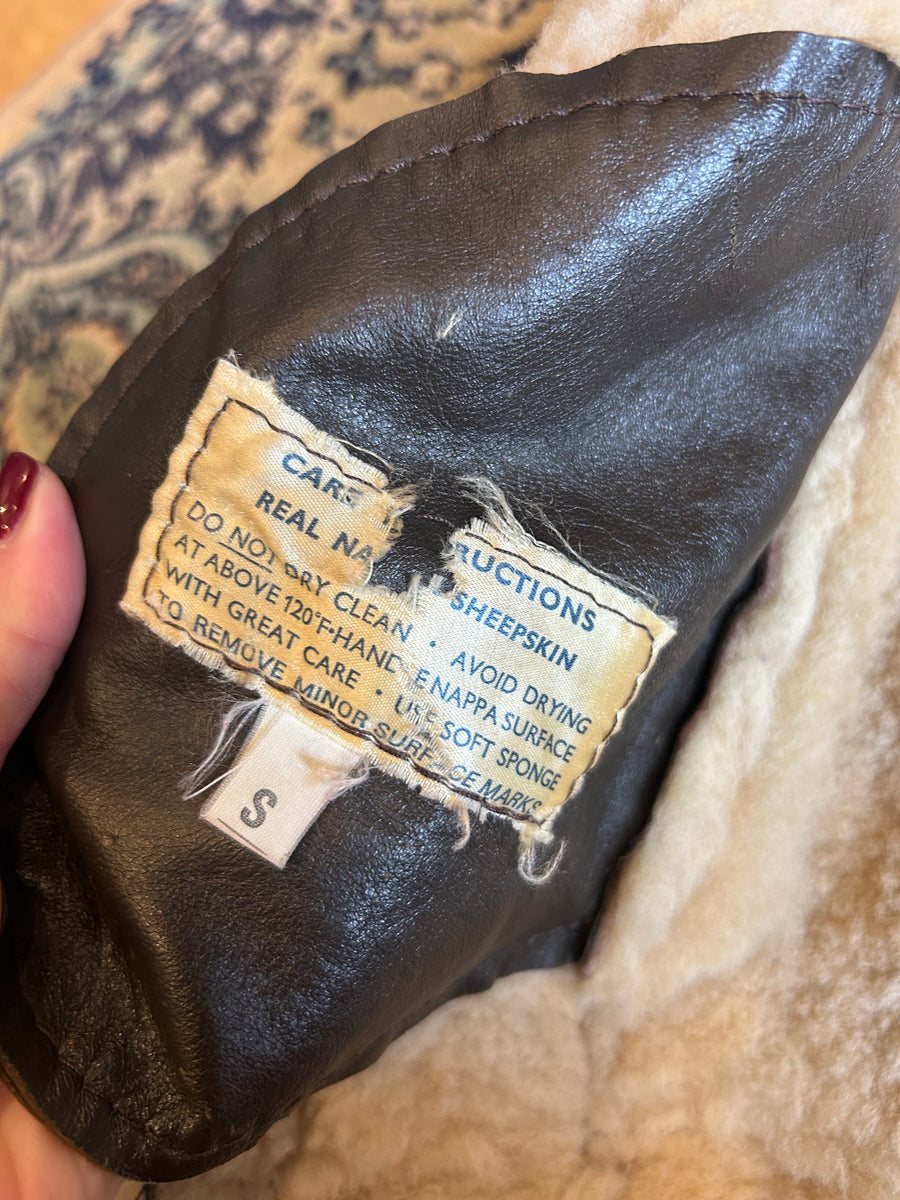 CARE RUCTIONS
REAL NA SHEEPSKIN
DO NOT DRY CLEAN • AVOID DRYING
AT ABOVE 120°F-HAND E NAPPA SURFACE
WITH GREAT CARE • USE SOFT SPONGE
TO REMOVE MINOR SURF CE MARKS
S